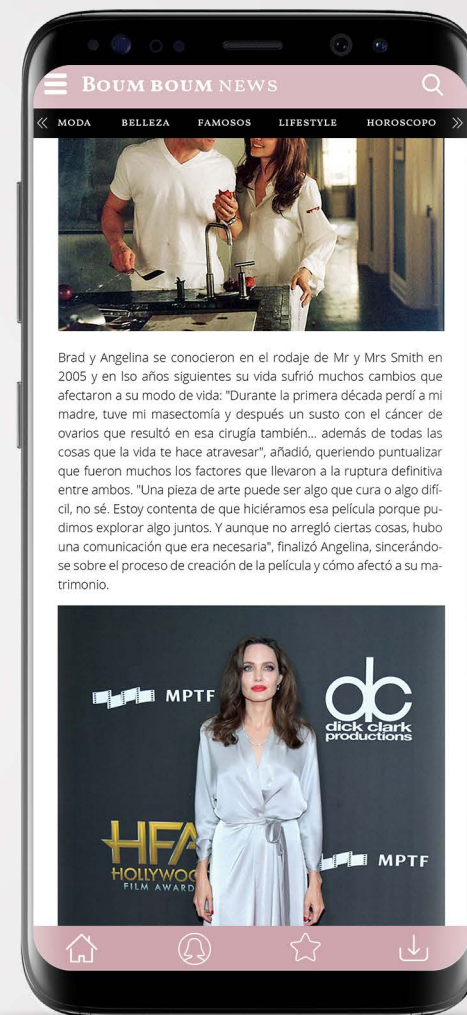 BOUM BOUM NEWS
MODA BELLEZA FAMOSOS LIFESTYLE HOROSCOPO
Brad y Angelina se conocieron en el rodaje de Mr y Mrs Smith en
2005 y en lso años siguientes su vida sufrió muchos cambios que
afectaron a su modo de vida: "Durante la primera década perdí a mi
madre, tuve mi masectomía y después un susto con el cáncer de
ovarios que resultó en esa cirugía también... además de todas las
cosas que la vida te hace atravesar", añadió, queriendo puntualizar
que fueron muchos los factores que llevaron a la ruptura definitiva
entre ambos. "Una pieza de arte puede ser algo que cura o algo difí-
cil, no sé. Estoy contenta de que hiciéramos esa película porque pu-
dimos explorar algo juntos. Y aunque no arregló ciertas cosas, hubo
una comunicación que era necesaria", finalizó Angelina, sincerándo-
se sobre el proceso de creación de la película y cómo afectó a su ma-
trimonio.
MPTF
dc
dick clark
productions
HFA
HOLLYWOO
FILM AWARD
MPTF